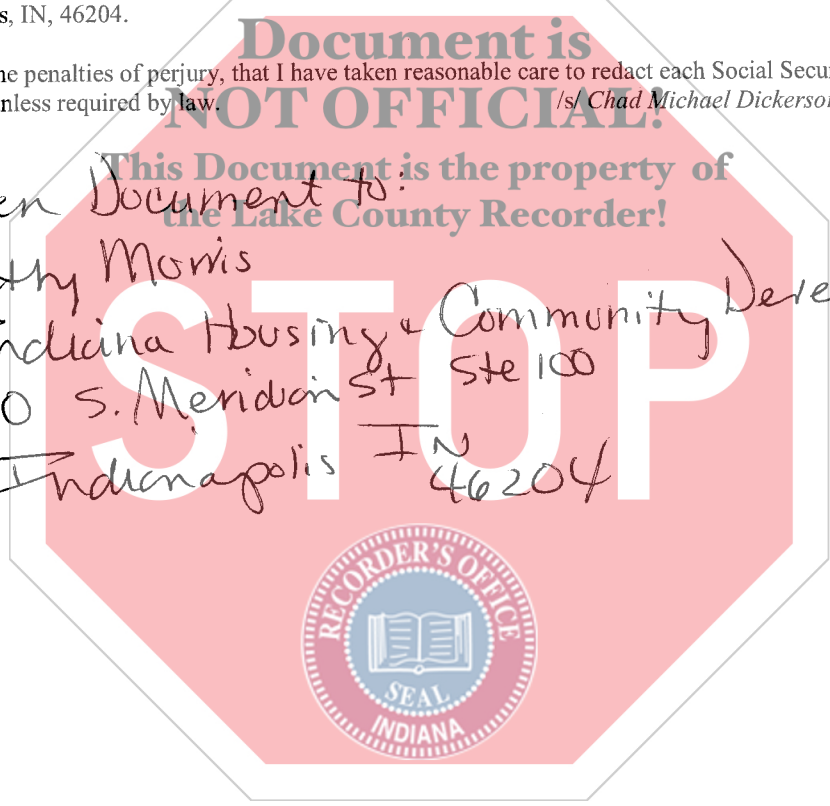 s, IN, 46204.
Document is
ne penalties of perjury, that I have taken reasonable care to redact each Social Secu
nless required by law. /s/ Chad Michael Dickerson
NOT OFFICIAL!
This Document is the property of
the Lake County Recorder!
en Document to:
thy Morris
ndiana Housing & Community Deve
0 S. Meridian St Ste 100
Indianapolis IN
46204
STOP
RECORDER'S OFFICE
SEAL
INDIANA